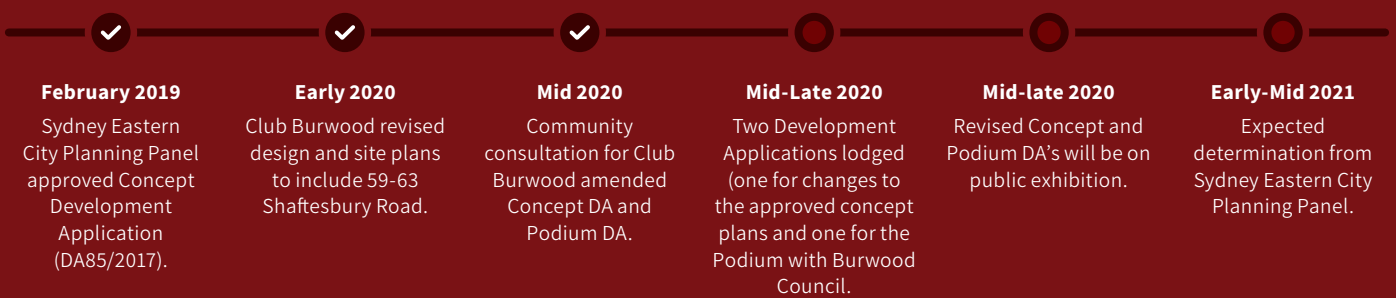 February 2019
Sydney Eastern
City Planning Panel
approved Concept
Development
Application
(DA85/2017).
Early 2020
Club Burwood revised
design and site plans
to include 59-63
Shaftesbury Road.
Mid 2020
Community
consultation for Club
Burwood amended
Concept DA and
Podium DA.
Mid-Late 2020
Two Development
Applications lodged
(one for changes to
the approved concept
plans and one for the
Podium with Burwood
Council.
Mid-late 2020
Revised Concept and
Podium DA's will be on
public exhibition.
Early-Mid 2021
Expected
determination from
Sydney Eastern City
Planning Panel.